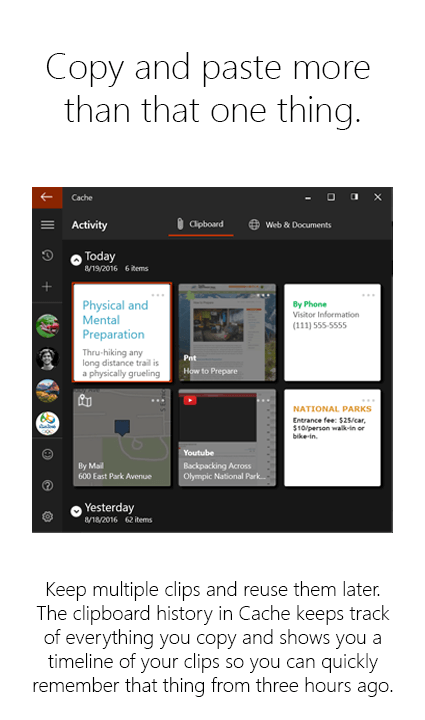 Copy and paste more
than that one thing.
Cache
Activity
Clipboard
Web & Documents
Today
8/19/2016 6 items
Physical and
Mental
Preparation
Thru-hiking any
long distance trail is
a physically grueling
Pnt
How to Prepare
By Phone
Visitor Information
(111) 555-5555
By Mail
600 East Park Avenue
Youtube
Backpacking Across
Olympic National Park...
NATIONAL PARKS
Entrance fee: $25/car,
$10/person walk-in or
bike-in.
Yesterday
8/18/2016 62 items
Keep multiple clips and reuse them later.
The clipboard history in Cache keeps track
of everything you copy and shows you a
timeline of your clips so you can quickly
remember that thing from three hours ago.